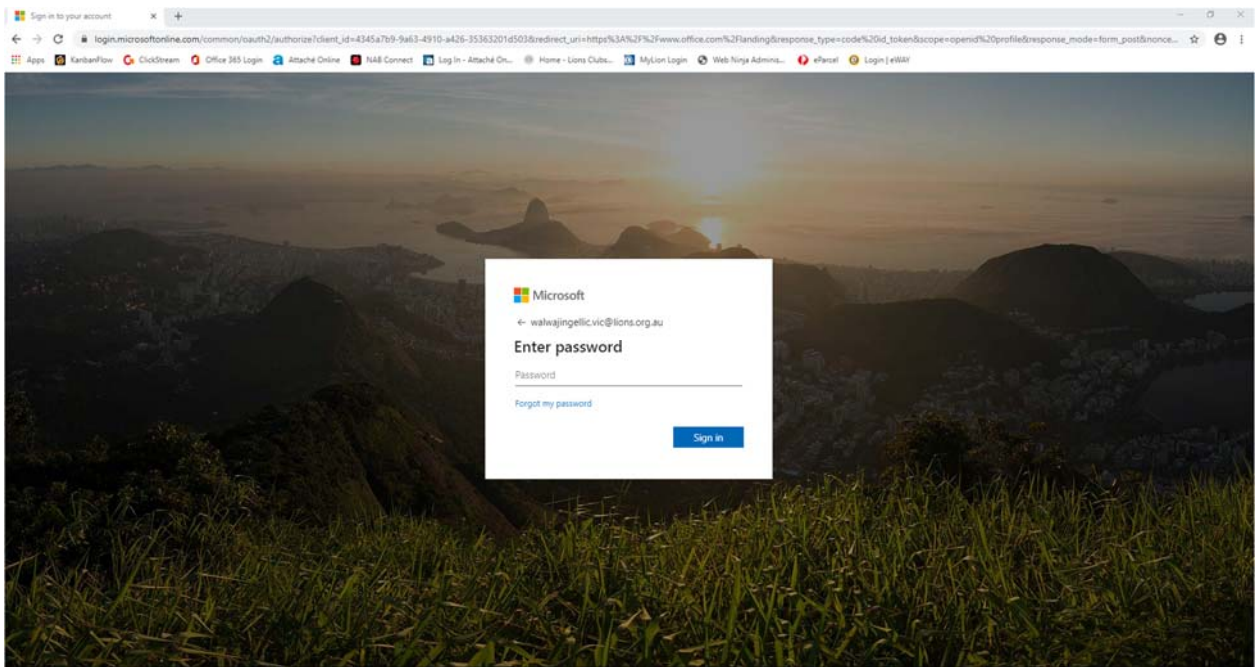 Sign in to your account
login.microsoftonline.com/common/oauth2/authorize?client_id=4345a7b9-9a63-4910-a426-35363201d503&redirect_uri=https%3A%2F%2Fwww.office.com%2Flanding&response_type=code%20id_token&scope=openid%20profile&response_mode=form_post&nonce...
Apps KanbanFlow ClickStream Office 365 Login Attaché Online NAB Connect Log In - Attaché On... Home - Lions Clubs... MyLion Login Web Ninja Adminis... eParcel Login | eWAY
Microsoft
← walwajingellic.vic@lions.org.au
Enter password
Password
Forgot my password
Sign in